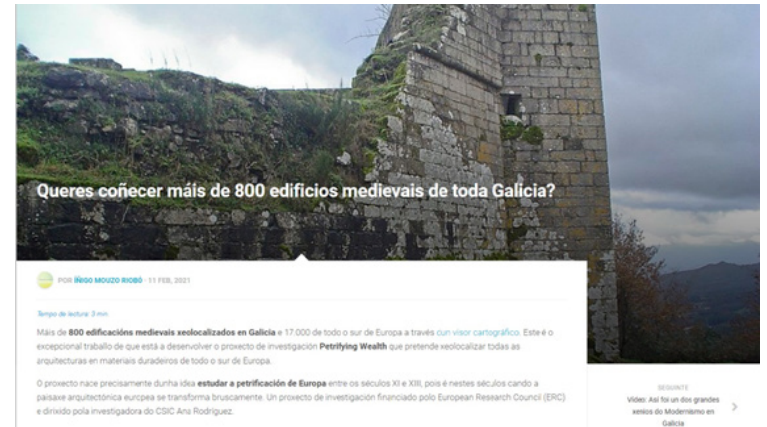 Queres coñecer máis de 800 edificios medievais de toda Galicia?
POR IÑIGO MOUZO RIOBÓ · 11 FEB, 2021
Tempo de lectura: 3 min.
Máis de 800 edificacións medievais xeolocalizados en Galicia e 17.000 de todo o sur de Europa a través cun visor cartográfico. Este é o
excepcional traballo de que está a desenvolver o proxecto de investigación Petrifying Wealth que pretende xeolocalizar todas as
arquitecturas en materiais duradeiros de todo o sur de Europa.
O proxecto nace precisamente dunha idea estudar a petrificación de Europa entre os séculos XI e XIII, pois é nestes séculos cando a
paisaxe arquitectónica europea se transforma bruscamente. Un proxecto de investigación financiado polo European Research Council (ERC)
e dirixido pola investigadora do CSIC Ana Rodríguez.
SEGUINTE
Vídeo: Así foi un dos grandes
xenios do Modernismo en
Galicia